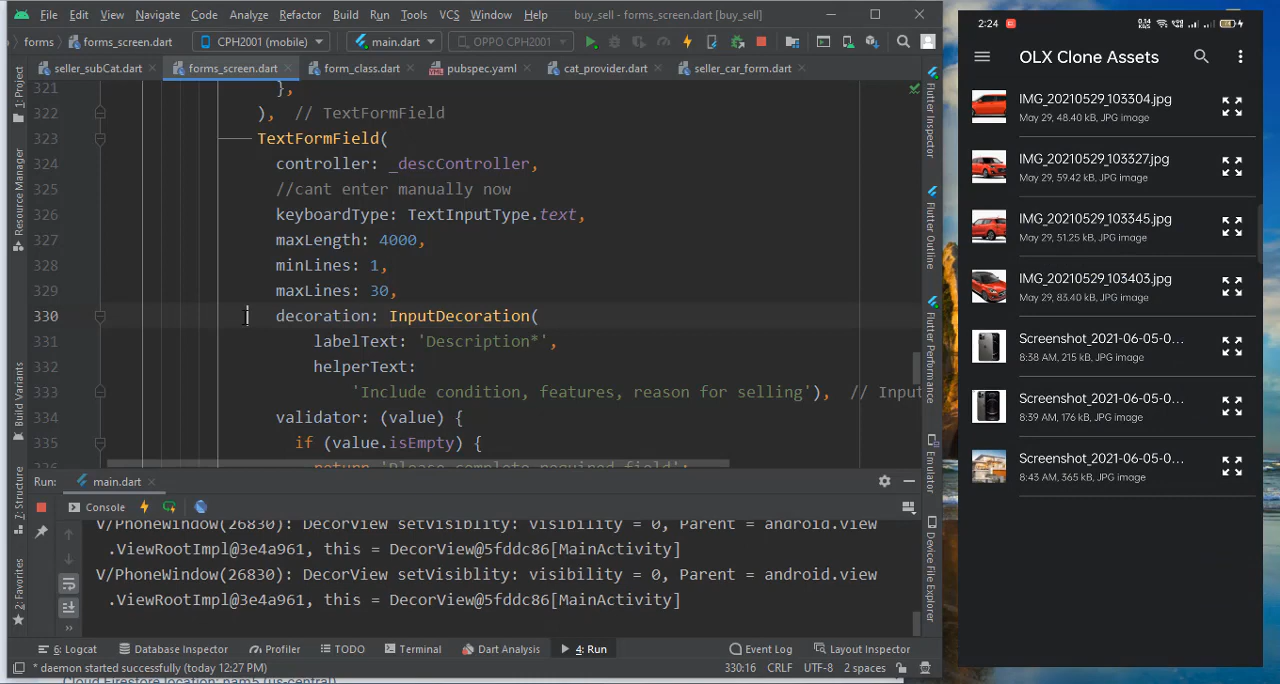 File Edit View Navigate Code Analyze Refactor Build Run Tools VCS Window Help buy_sell - forms_screen.dart [buy_sell]
forms forms_screen.dart CPH2001 (mobile) main.dart OPPO CPH2001
seller_subCat.dart forms_screen.dart form_class.dart pubspec.yaml cat_provider.dart seller_car_form.dart
321 },
322 ), // TextFormField
323 TextFormField(
324 controller: _descController,
325 //cant enter manually now
326 keyboardType: TextInputType.text,
327 maxLength: 4000,
328 minLines: 1,
329 maxLines: 30,
330 decoration: InputDecoration(
331 labelText: 'Description*',
332 helperText:
333 'Include condition, features, reason for selling'), // Input
334 validator: (value) {
335 if (value.isEmpty) {
return 'Please complete required field';
1: Project
Resource Manager
Build Variants
7: Structure
2: Favorites
Flutter Inspector
Flutter Outline
Flutter Performance
Emulator
Device File Explorer
Run: main.dart
Console
V/PhoneWindow(26830): DecorView setVisiblity: visibility = 0, Parent = android.view
.ViewRootImpl@3e4a961, this = DecorView@5fddc86[MainActivity]
V/PhoneWindow(26830): DecorView setVisiblity: visibility = 0, Parent = android.view
.ViewRootImpl@3e4a961, this = DecorView@5fddc86[MainActivity]
6: Logcat Database Inspector Profiler TODO Terminal Dart Analysis 4: Run Event Log Layout Inspector
* daemon started successfully (today 12:27 PM) 330:16 CRLF UTF-8 2 spaces
Cloud Firestore location: nam5 (us-central)
2:24
OLX Clone Assets
IMG_20210529_103304.jpg
May 29, 48.40 kB, JPG image
IMG_20210529_103327.jpg
May 29, 59.42 kB, JPG image
IMG_20210529_103345.jpg
May 29, 51.25 kB, JPG image
IMG_20210529_103403.jpg
May 29, 83.40 kB, JPG image
Screenshot_2021-06-05-0...
8:38 AM, 215 kB, JPG image
Screenshot_2021-06-05-0...
8:39 AM, 176 kB, JPG image
Screenshot_2021-06-05-0...
8:43 AM, 365 kB, JPG image